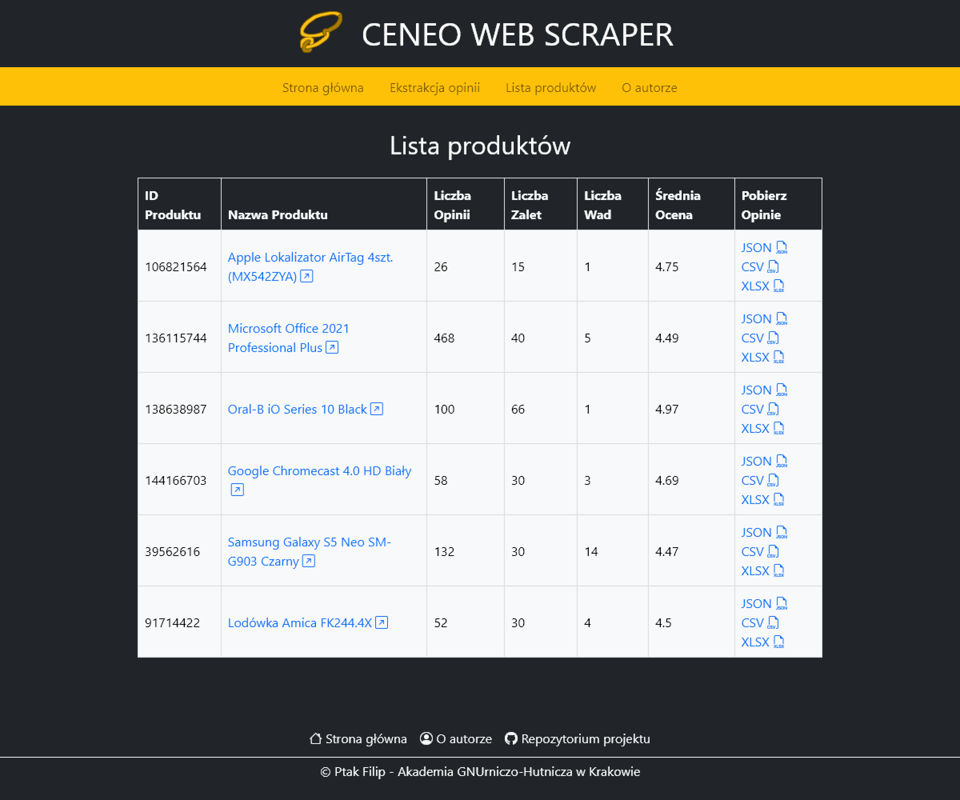 CENEO WEB SCRAPER
Strona główna Ekstrakcja opinii Lista produktów O autorze
Lista produktów
ID Produktu Nazwa Produktu Liczba Opinii Liczba Zalet Liczba Wad Średnia Ocena Pobierz Opinie
106821564 Apple Lokalizator AirTag 4szt. (MX542ZYA) 26 15 1 4.75 JSON CSV XLSX
136115744 Microsoft Office 2021 Professional Plus 468 40 5 4.49 JSON CSV XLSX
138638987 Oral-B iO Series 10 Black 100 66 1 4.97 JSON CSV XLSX
144166703 Google Chromecast 4.0 HD Biały 58 30 3 4.69 JSON CSV XLSX
39562616 Samsung Galaxy S5 Neo SM-G903 Czarny 132 30 14 4.47 JSON CSV XLSX
91714422 Lodówka Amica FK244.4X 52 30 4 4.5 JSON CSV XLSX
Strona główna O autorze Repozytorium projektu
© Ptak Filip - Akademia GNUrniczo-Hutnicza w Krakowie